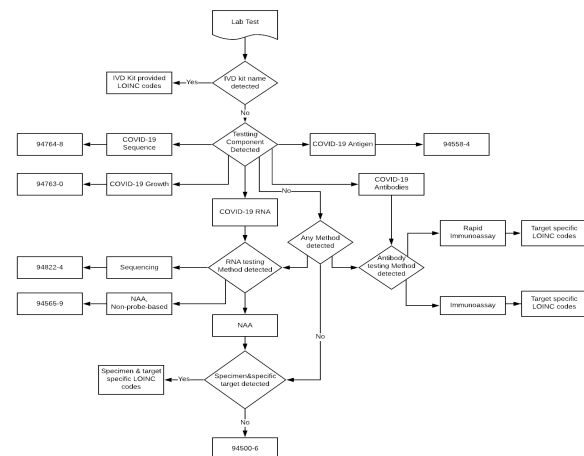 Lab Test
IVD Kit provided
LOINC codes
Yes
IVD kit name
detected
No
94764-8
COVID-19
Sequence
Testting
Component
Detected
COVID-19 Antigen
94558-4
94763-0
COVID-19 Growth
No
COVID-19
Antibodies
COVID-19 RNA
Any Method
detected
Rapid
Immunoassay
Target specific
LOINC codes
94822-4
Sequencing
RNA testing
Method detected
Antibody
testing Method
detected
94565-9
NAA,
Non-probe-based
Immunoassay
Target specific
LOINC codes
NAA
No
Specimen & target
specific LOINC
codes
Yes
Specimen&specific
target detected
No
94500-6